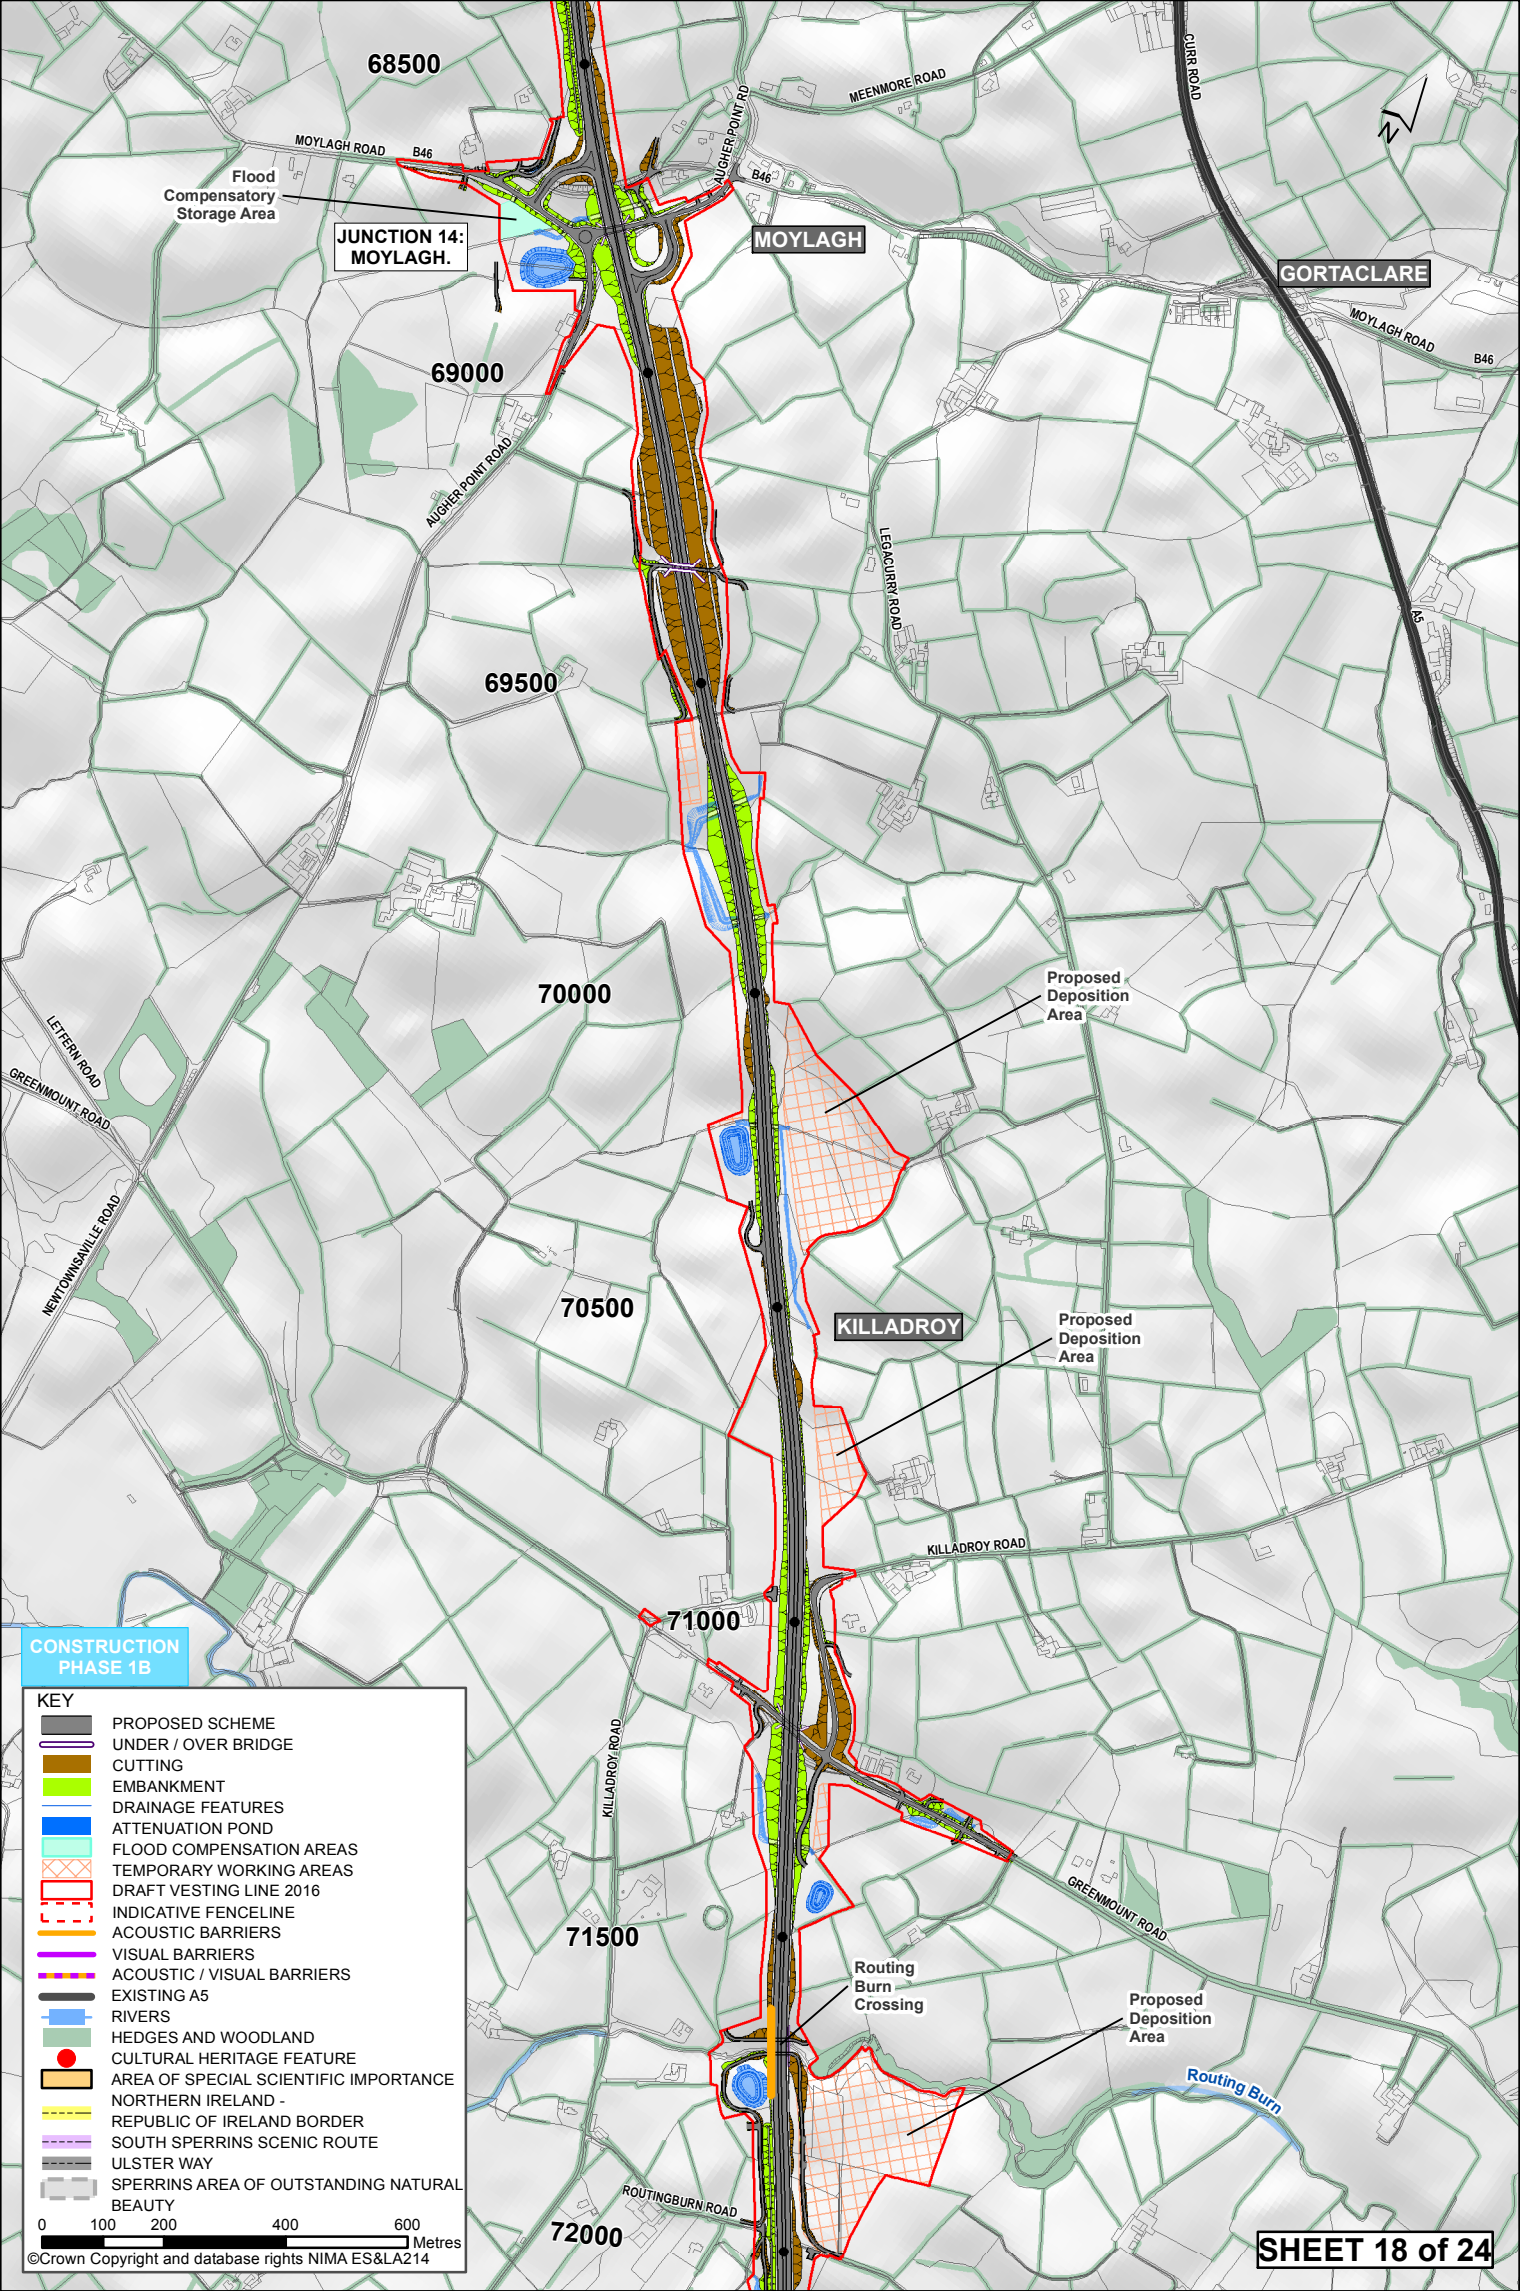 68500
CURR ROAD
MEENMORE ROAD
N
AUGHER POINT RD
MOYLAGH ROAD
B46
B46
Flood
Compensatory
Storage Area
JUNCTION 14:
MOYLAGH.
MOYLAGH
GORTACLARE
MOYLAGH ROAD
B46
69000
AUGHER POINT ROAD
LEGACURRY ROAD
A5
69500
70000
Proposed
Deposition
Area
LETFERN ROAD
GREENMOUNT ROAD
NEWTOWNSAVILLE ROAD
70500
KILLADROY
Proposed
Deposition
Area
KILLADROY ROAD
71000
KILLADROY ROAD
GREENMOUNT ROAD
71500
Routing
Burn
Crossing
Proposed
Deposition
Area
Routing Burn
ROUTINGBURN ROAD
72000
CONSTRUCTION
PHASE 1B
KEY
PROPOSED SCHEME
UNDER / OVER BRIDGE
CUTTING
EMBANKMENT
DRAINAGE FEATURES
ATTENUATION POND
FLOOD COMPENSATION AREAS
TEMPORARY WORKING AREAS
DRAFT VESTING LINE 2016
INDICATIVE FENCELINE
ACOUSTIC BARRIERS
VISUAL BARRIERS
ACOUSTIC / VISUAL BARRIERS
EXISTING A5
RIVERS
HEDGES AND WOODLAND
CULTURAL HERITAGE FEATURE
AREA OF SPECIAL SCIENTIFIC IMPORTANCE
NORTHERN IRELAND -
REPUBLIC OF IRELAND BORDER
SOUTH SPERRINS SCENIC ROUTE
ULSTER WAY
SPERRINS AREA OF OUTSTANDING NATURAL
BEAUTY
0 100 200 400 600
Metres
©Crown Copyright and database rights NIMA ES&LA214
SHEET 18 of 24